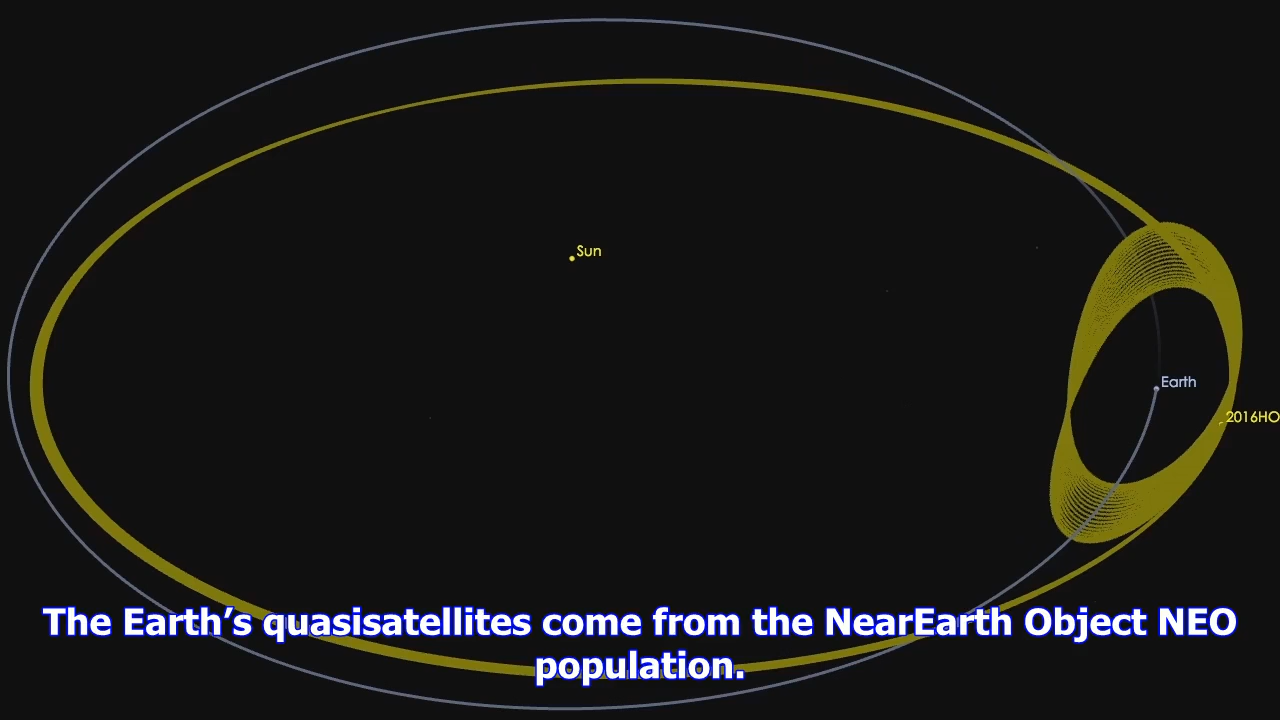 Sun
Earth
2016HO
The Earth’s quasisatellites come from the NearEarth Object NEO
population.